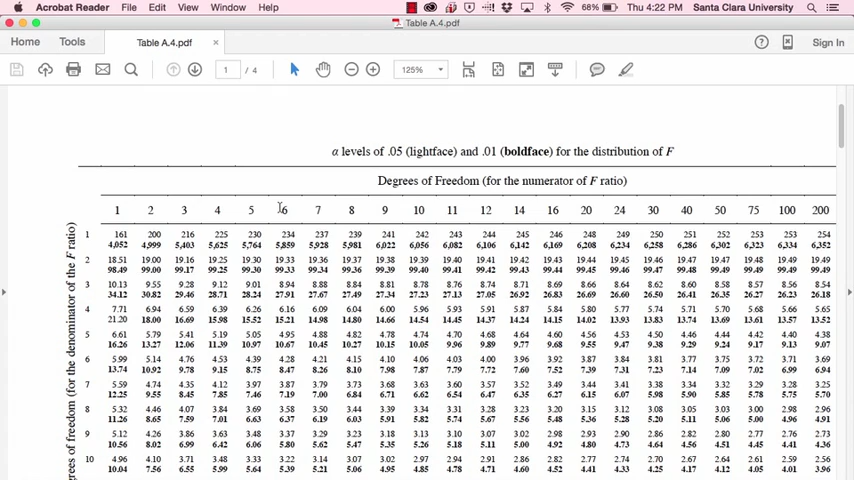 Acrobat Reader File Edit View Window Help 68% Thu 4:22 PM Santa Clara University
Table A.4.pdf
Home Tools Table A.4.pdf × ? Sign In
1 / 4 125%
α levels of .05 (lightface) and .01 (boldface) for the distribution of F
Degrees of Freedom (for the numerator of F ratio)
1 2 3 4 5 6 7 8 9 10 11 12 14 16 20 24 30 40 50 75 100 200
1 161 200 216 225 230 234 237 239 241 242 243 244 245 246 248 249 250 251 252 253 253 254
4,052 4,999 5,403 5,625 5,764 5,859 5,928 5,981 6,022 6,056 6,082 6,106 6,142 6,169 6,208 6,234 6,258 6,286 6,302 6,323 6,334 6,352
2 18.51 19.00 19.16 19.25 19.30 19.33 19.36 19.37 19.38 19.39 19.40 19.41 19.42 19.43 19.44 19.45 19.46 19.47 19.47 19.48 19.49 19.49
98.49 99.00 99.17 99.25 99.30 99.33 99.34 99.36 99.38 99.40 99.41 99.42 99.43 99.44 99.45 99.46 99.47 99.48 99.48 99.49 99.49 99.49
3 10.13 9.55 9.28 9.12 9.01 8.94 8.88 8.84 8.81 8.78 8.76 8.74 8.71 8.69 8.66 8.64 8.62 8.60 8.58 8.57 8.56 8.54
34.12 30.82 29.46 28.71 28.24 27.91 27.67 27.49 27.34 27.23 27.13 27.05 26.92 26.83 26.69 26.60 26.50 26.41 26.35 26.27 26.23 26.18
4 7.71 6.94 6.59 6.39 6.26 6.16 6.09 6.04 6.00 5.96 5.93 5.91 5.87 5.84 5.80 5.77 5.74 5.71 5.70 5.68 5.66 5.65
21.20 18.00 16.69 15.98 15.52 15.21 14.98 14.80 14.66 14.54 14.45 14.37 14.24 14.15 14.02 13.93 13.83 13.74 13.69 13.61 13.57 13.52
5 6.61 5.79 5.41 5.19 5.05 4.95 4.88 4.82 4.78 4.74 4.70 4.68 4.64 4.60 4.56 4.53 4.50 4.46 4.44 4.42 4.40 4.38
16.26 13.27 12.06 11.39 10.97 10.67 10.45 10.27 10.15 10.05 9.96 9.89 9.77 9.68 9.55 9.47 9.38 9.29 9.24 9.17 9.13 9.07
6 5.99 5.14 4.76 4.53 4.39 4.28 4.21 4.15 4.10 4.06 4.03 4.00 3.96 3.92 3.87 3.84 3.81 3.77 3.75 3.72 3.71 3.69
13.74 10.92 9.78 9.15 8.75 8.47 8.26 8.10 7.98 7.87 7.79 7.72 7.60 7.52 7.39 7.31 7.23 7.14 7.09 7.02 6.99 6.94
7 5.59 4.74 4.35 4.12 3.97 3.87 3.79 3.73 3.68 3.63 3.60 3.57 3.52 3.49 3.44 3.41 3.38 3.34 3.32 3.29 3.28 3.25
12.25 9.55 8.45 7.85 7.46 7.19 7.00 6.84 6.71 6.62 6.54 6.47 6.35 6.27 6.15 6.07 5.98 5.90 5.85 5.78 5.75 5.70
8 5.32 4.46 4.07 3.84 3.69 3.58 3.50 3.44 3.39 3.34 3.31 3.28 3.23 3.20 3.15 3.12 3.08 3.05 3.03 3.00 2.98 2.96
11.26 8.65 7.59 7.01 6.63 6.37 6.19 6.03 5.91 5.82 5.74 5.67 5.56 5.48 5.36 5.28 5.20 5.11 5.06 5.00 4.96 4.91
9 5.12 4.26 3.86 3.63 3.48 3.37 3.29 3.23 3.18 3.13 3.10 3.07 3.02 2.98 2.93 2.90 2.86 2.82 2.80 2.77 2.76 2.73
10.56 8.02 6.99 6.42 6.06 5.80 5.62 5.47 5.35 5.26 5.18 5.11 5.00 4.92 4.80 4.73 4.64 4.56 4.51 4.45 4.41 4.36
10 4.96 4.10 3.71 3.48 3.33 3.22 3.14 3.07 3.02 2.97 2.94 2.91 2.86 2.82 2.77 2.74 2.70 2.67 2.64 2.61 2.59 2.56
10.04 7.56 6.55 5.99 5.64 5.39 5.21 5.06 4.95 4.85 4.78 4.71 4.60 4.52 4.41 4.33 4.25 4.17 4.12 4.05 4.01 3.96
grees of freedom (for the denominator of the F ratio)